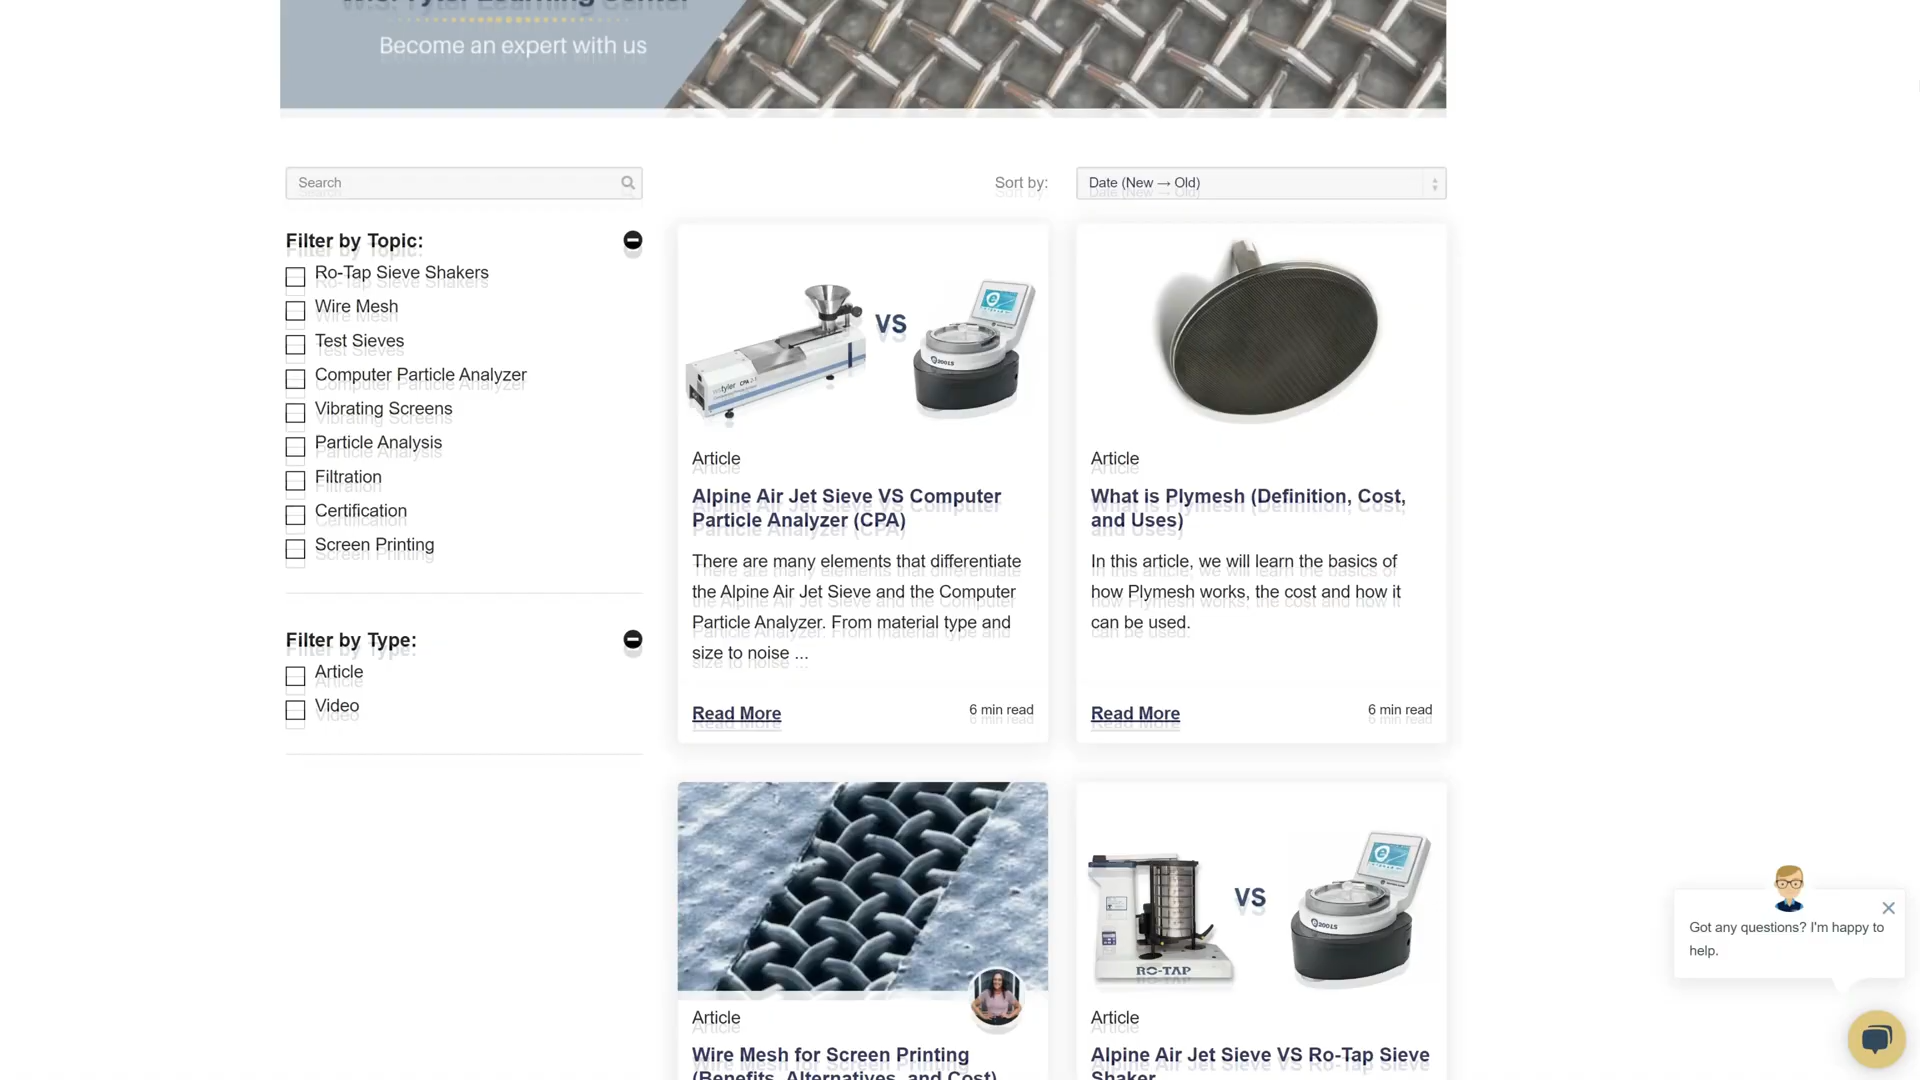 Become an expert with us
Search
Sort by:
Date (New → Old)
Filter by Topic:
Ro-Tap Sieve Shakers
Wire Mesh
Test Sieves
Computer Particle Analyzer
Vibrating Screens
Particle Analysis
Filtration
Certification
Screen Printing
Filter by Type:
Article
Video
VS
Article
Alpine Air Jet Sieve VS Computer
Particle Analyzer (CPA)
There are many elements that differentiate
the Alpine Air Jet Sieve and the Computer
Particle Analyzer. From material type and
size to noise ...
Read More
6 min read
Article
What is Plymesh (Definition, Cost,
and Uses)
In this article, we will learn the basics of
how Plymesh works, the cost and how it
can be used.
Read More
6 min read
Article
Wire Mesh for Screen Printing
(Benefits, Alternatives, and Cost)
VS
RO-TAP
200LS
Article
Alpine Air Jet Sieve VS Ro-Tap Sieve
Shaker
Got any questions? I'm happy to
help.